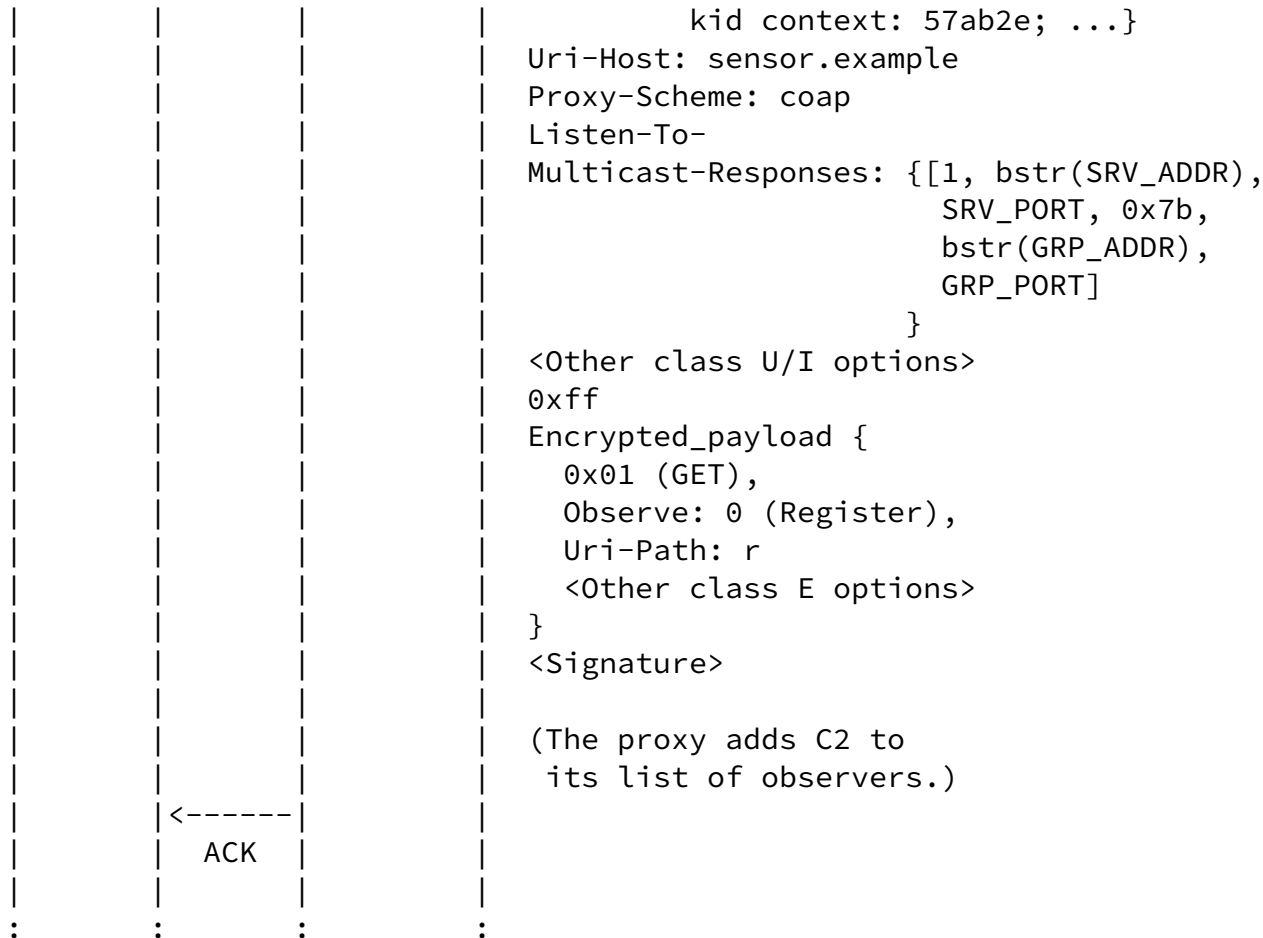 |       |       |         |           kid context: 57ab2e; ...}
|       |       |         |  Uri-Host: sensor.example
|       |       |         |  Proxy-Scheme: coap
|       |       |         |  Listen-To-
|       |       |         |  Multicast-Responses: {[1, bstr(SRV_ADDR),
|       |       |         |                         SRV_PORT, 0x7b,
|       |       |         |                         bstr(GRP_ADDR),
|       |       |         |                         GRP_PORT]
|       |       |         |                       }
|       |       |         |  <Other class U/I options>
|       |       |         |  0xff
|       |       |         |  Encrypted_payload {
|       |       |         |    0x01 (GET),
|       |       |         |    Observe: 0 (Register),
|       |       |         |    Uri-Path: r
|       |       |         |    <Other class E options>
|       |       |         |  }
|       |       |         |  <Signature>
|       |       |         |
|       |       |         |  (The proxy adds C2 to
|       |       |         |   its list of observers.)
|       |<------|         |
|       |  ACK  |         |
|       |       |         |
:       :       :         :